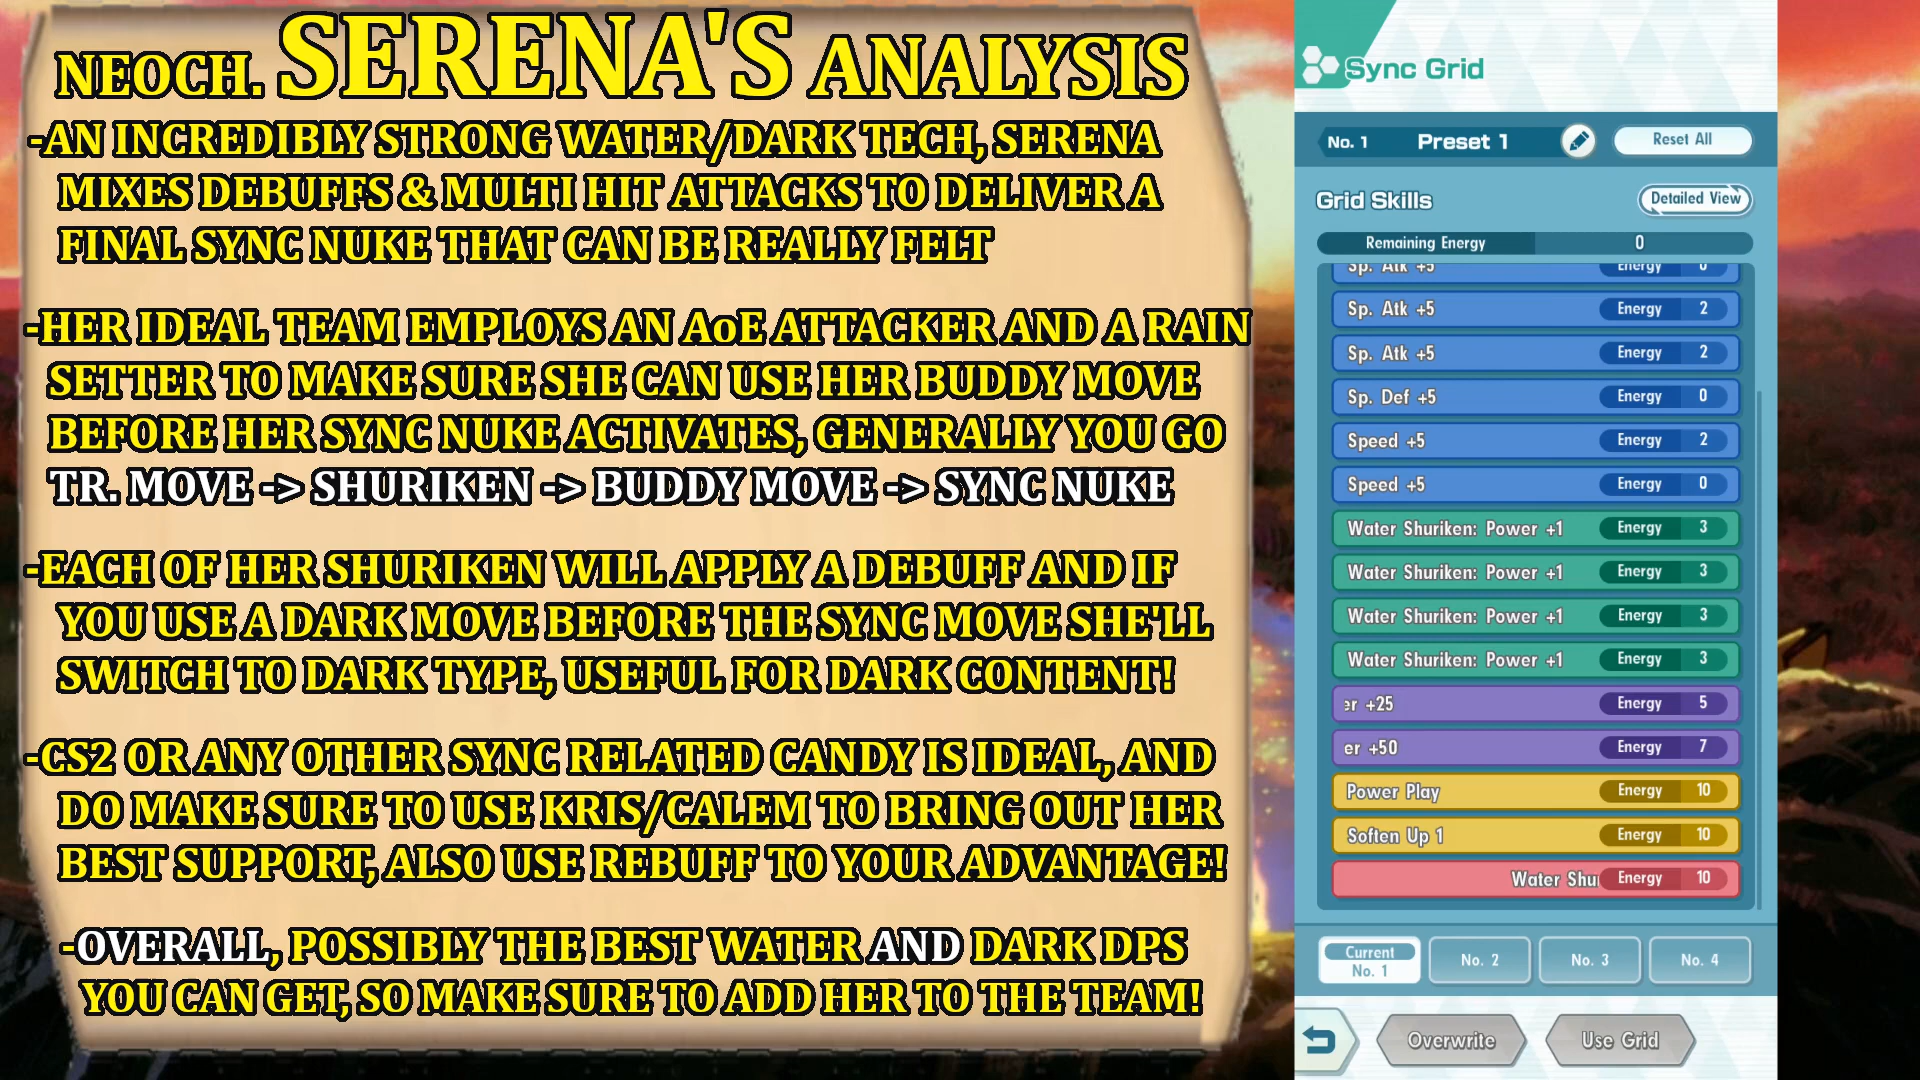 NEOCH. SERENA'S ANALYSIS
-AN INCREDIBLY STRONG WATER/DARK TECH, SERENA
MIXES DEBUFFS & MULTI HIT ATTACKS TO DELIVER A
FINAL SYNC NUKE THAT CAN BE REALLY FELT
-HER IDEAL TEAM EMPLOYS AN AoE ATTACKER AND A RAIN
SETTER TO MAKE SURE SHE CAN USE HER BUDDY MOVE
BEFORE HER SYNC NUKE ACTIVATES, GENERALLY YOU GO
TR. MOVE -> SHURIKEN -> BUDDY MOVE -> SYNC NUKE
-EACH OF HER SHURIKEN WILL APPLY A DEBUFF AND IF
YOU USE A DARK MOVE BEFORE THE SYNC MOVE SHE'LL
SWITCH TO DARK TYPE, USEFUL FOR DARK CONTENT!
-CS2 OR ANY OTHER SYNC RELATED CANDY IS IDEAL, AND
DO MAKE SURE TO USE KRIS/CALEM TO BRING OUT HER
BEST SUPPORT, ALSO USE REBUFF TO YOUR ADVANTAGE!
-OVERALL, POSSIBLY THE BEST WATER AND DARK DPS
YOU CAN GET, SO MAKE SURE TO ADD HER TO THE TEAM!
Sync Grid
No. 1 Preset 1 Reset All
Grid Skills Detailed View
Remaining Energy 0
Sp. Atk +5 Energy 0
Sp. Atk +5 Energy 2
Sp. Atk +5 Energy 2
Sp. Def +5 Energy 0
Speed +5 Energy 2
Speed +5 Energy 0
Water Shuriken: Power +1 Energy 3
Water Shuriken: Power +1 Energy 3
Water Shuriken: Power +1 Energy 3
Water Shuriken: Power +1 Energy 3
er +25 Energy 5
er +50 Energy 7
Power Play Energy 10
Soften Up 1 Energy 10
Water Shu Energy 10
Current No. 1 No. 2 No. 3 No. 4
Overwrite Use Grid